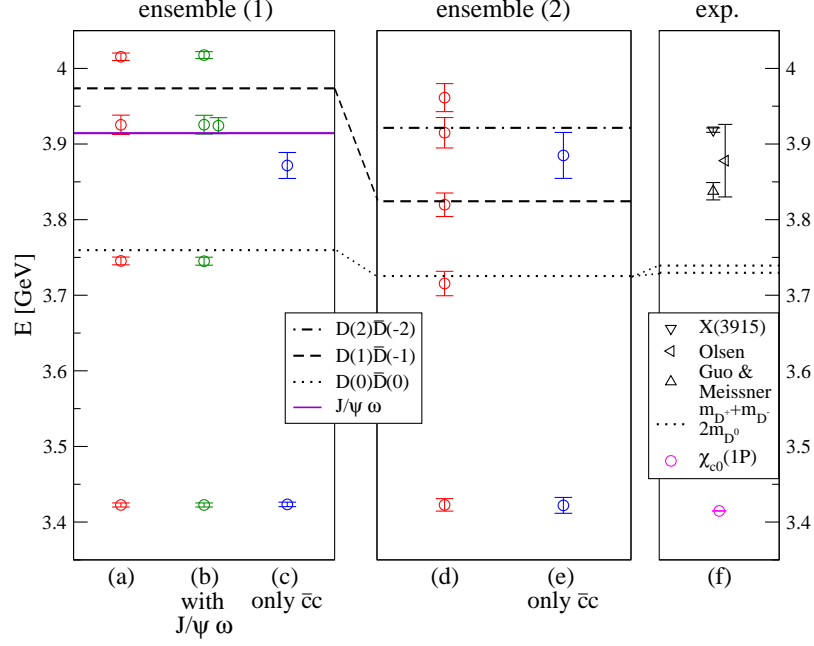 ensemble (1)
ensemble (2)
exp.
E [GeV]
4
3.9
3.8
3.7
3.6
3.5
3.4
D(2)D̅(-2)
D(1)D̅(-1)
D(0)D̅(0)
J/ψ ω
X(3915)
Olsen
Guo &
Meissner
m_D⁺+m_D⁻
2m_D⁰
χ_c0(1P)
4
3.9
3.8
3.7
3.6
3.5
3.4
(a)
(b)
with
J/ψ ω
(c)
only c̅c
(d)
(e)
only c̅c
(f)